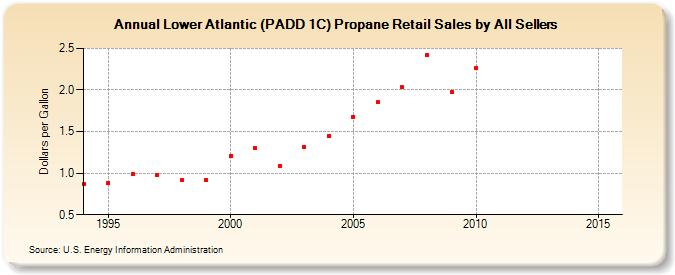 Annual Lower Atlantic (PADD 1C) Propane Retail Sales by All Sellers
Dollars per Gallon
2.5
2.0
1.5
1.0
0.5
1995 2000 2005 2010 2015
Source: U.S. Energy Information Administration